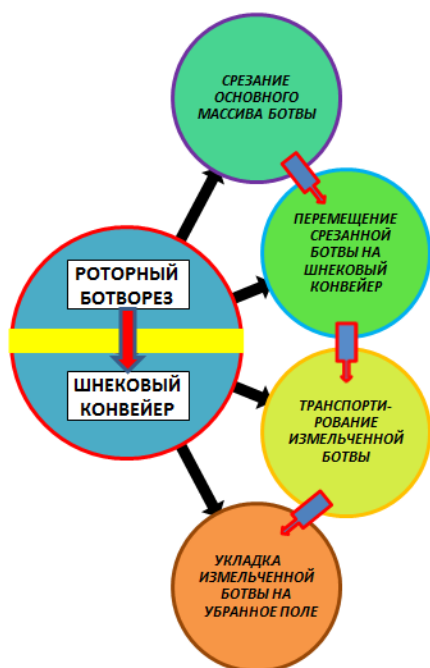 СРЕЗАНИЕ
ОСНОВНОГО
МАССИВА БОТВЫ
ПЕРЕМЕЩЕНИЕ
СРЕЗАННОЙ
БОТВЫ НА
ШНЕКОВЫЙ
КОНВЕЙЕР
РОТОРНЫЙ
БОТВОРЕЗ
ШНЕКОВЫЙ
КОНВЕЙЕР
ТРАНСПОРТИ-
РОВАНИЕ
ИЗМЕЛЬЧЕННОЙ
БОТВЫ
УКЛАДКА
ИЗМЕЛЬЧЕННОЙ
БОТВЫ НА
УБРАННОЕ ПОЛЕ